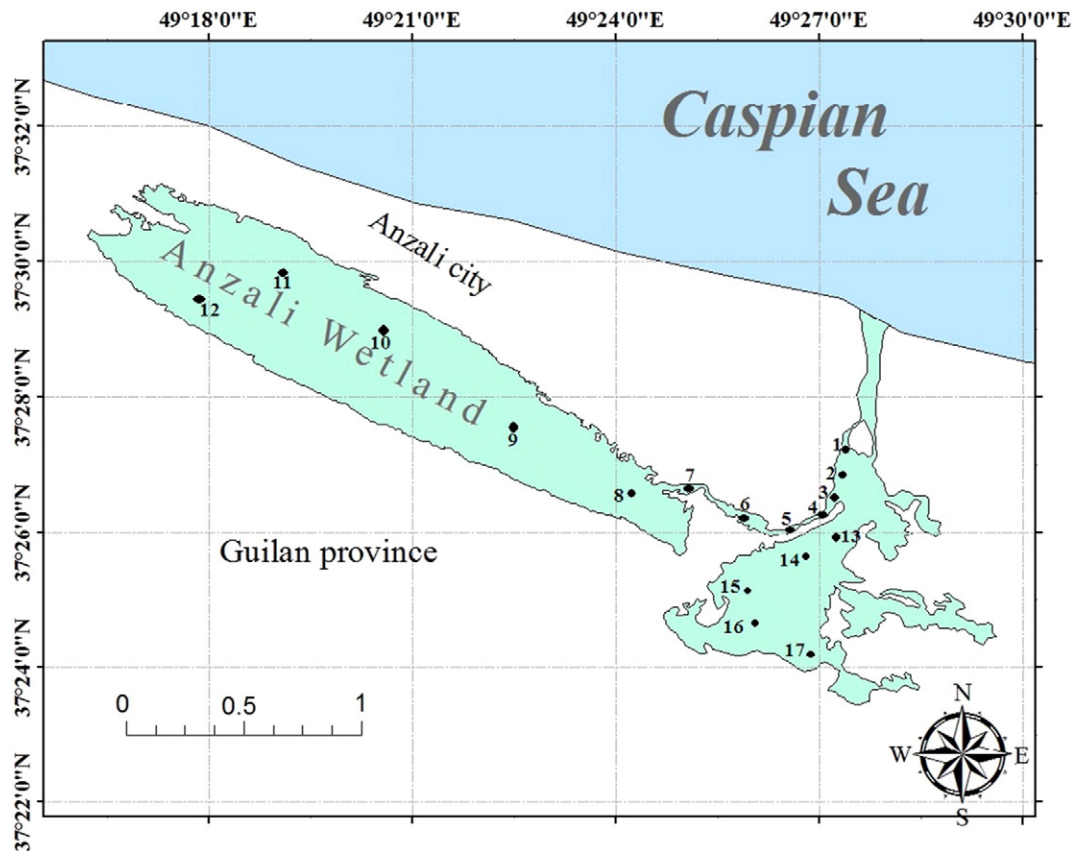 49°18'0"E 49°21'0"E 49°24'0"E 49°27'0"E 49°30'0"E
37°32'0"N
37°30'0"N
37°28'0"N
37°26'0"N
37°24'0"N
37°22'0"N
Caspian
Sea
Anzali city
Anzali Wetland
11
12
10
9
8
7
6
5
4
3
2
1
13
14
15
16
17
Guilan province
0 0.5 1
N
W E
S